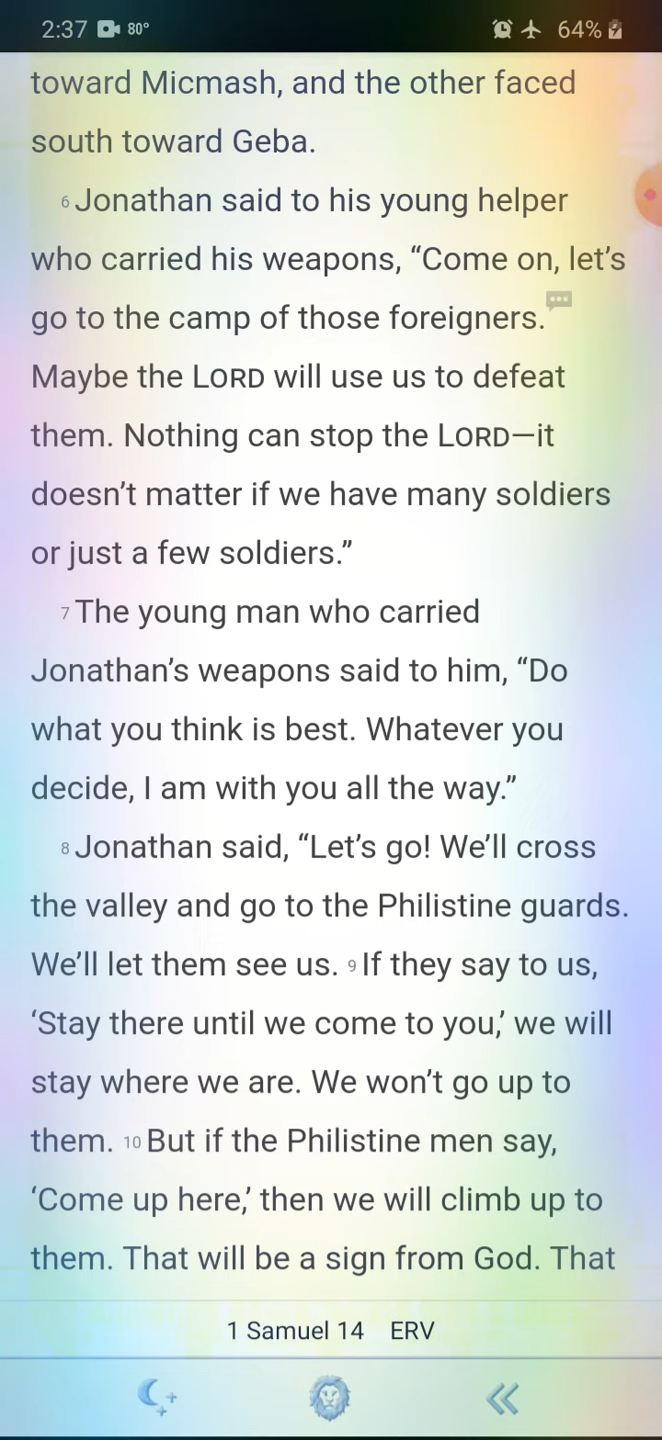 2:37 80° 64%
toward Micmash, and the other faced
south toward Geba.
6 Jonathan said to his young helper
who carried his weapons, “Come on, let’s
go to the camp of those foreigners.
Maybe the LORD will use us to defeat
them. Nothing can stop the LORD—it
doesn’t matter if we have many soldiers
or just a few soldiers.”
7 The young man who carried
Jonathan’s weapons said to him, “Do
what you think is best. Whatever you
decide, I am with you all the way.”
8 Jonathan said, “Let’s go! We’ll cross
the valley and go to the Philistine guards.
We’ll let them see us. 9 If they say to us,
‘Stay there until we come to you,’ we will
stay where we are. We won’t go up to
them. 10 But if the Philistine men say,
‘Come up here,’ then we will climb up to
them. That will be a sign from God. That
1 Samuel 14 ERV